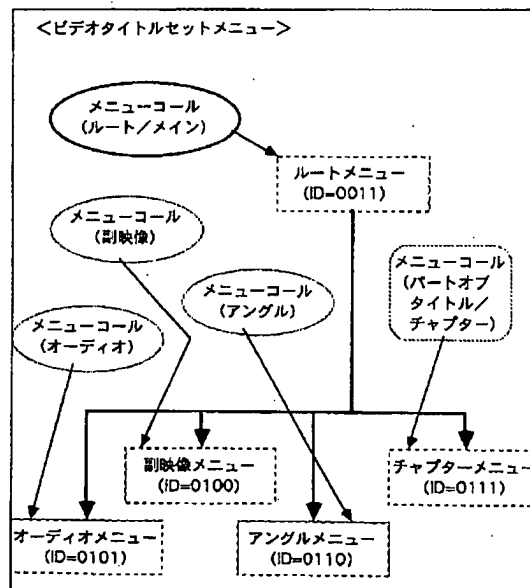 ＜ビデオタイトルセットメニュー＞
メニューコール
(ルート／メイン)
ルートメニュー
(ID=0011)
メニューコール
(副映像)
メニューコール
(アングル)
メニューコール
(パートオブ
タイトル／
チャプター)
メニューコール
(オーディオ)
副映像メニュー
(ID=0100)
チャプターメニュー
(ID=0111)
オーディオメニュー
(ID=0101)
アングルメニュー
(ID=0110)